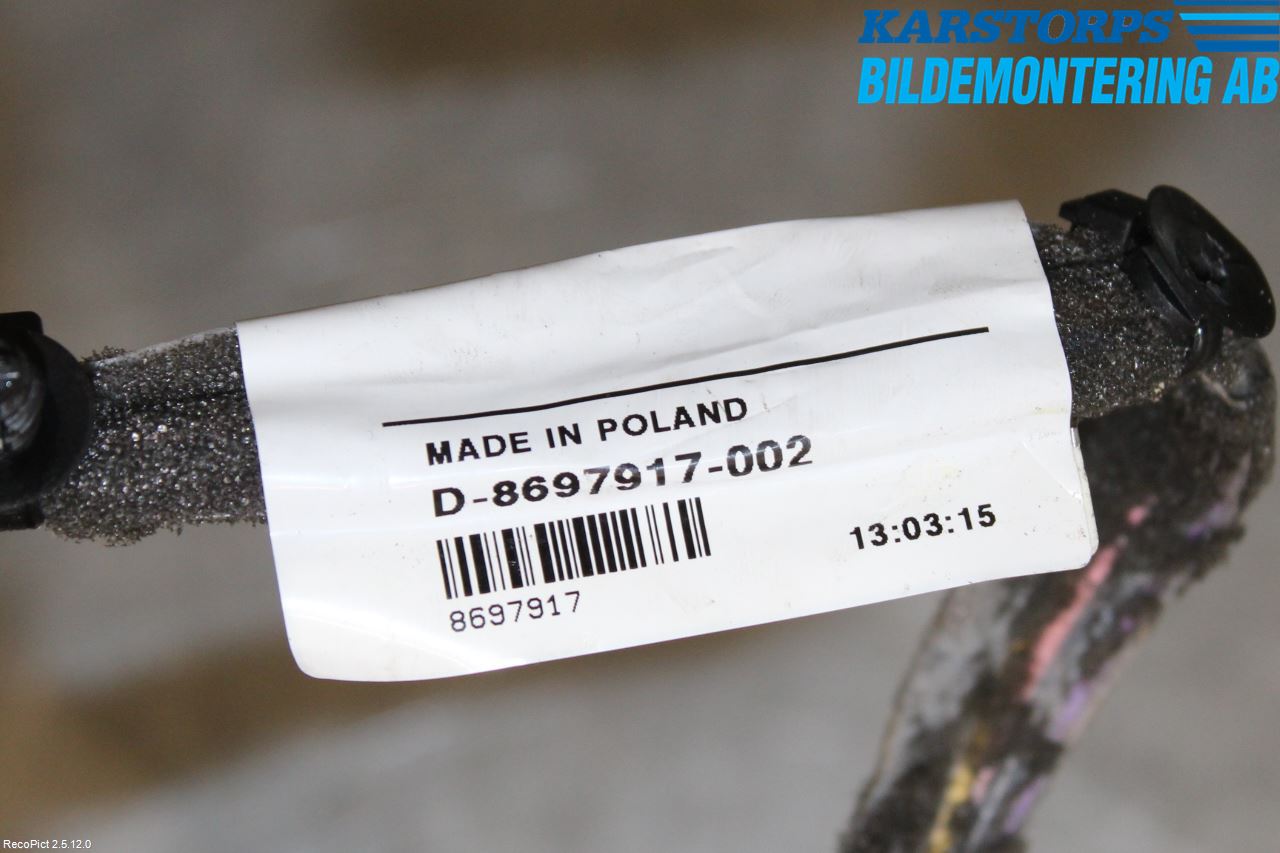 KARSTORPS
BILDEMONTERING AB
MADE IN POLAND
D-8697917-002
13:03:15
8697917
RecoPict 2.5.12.0